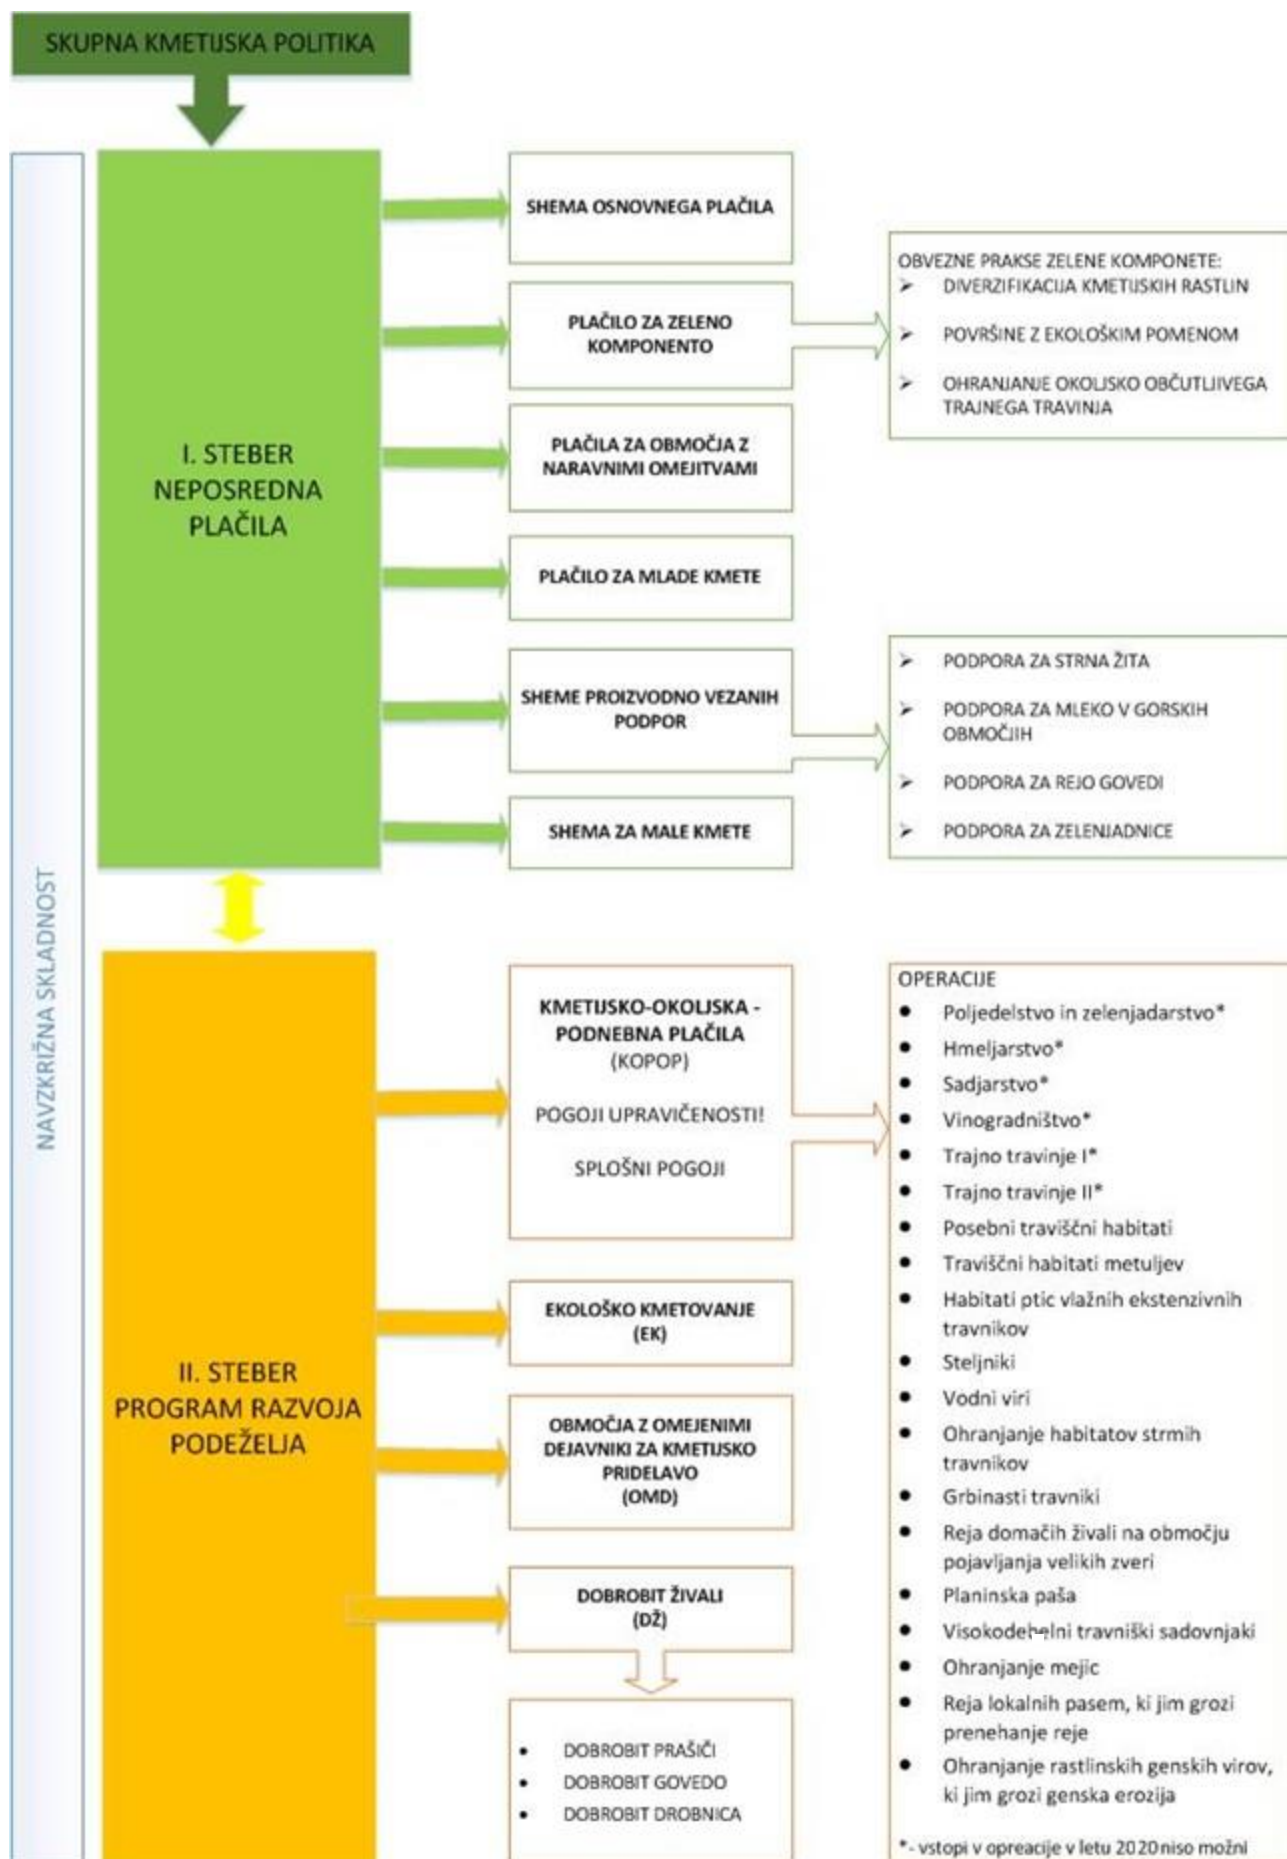 SKUPNA KMETIJSKA POLITIKA
NAVZKRIŽNA SKLADNOST
I. STEBER
NEPOSREDNA
PLAČILA
SHEMA OSNOVNEGA PLAČILA
PLAČILO ZA ZELENO
KOMPONENTO
OBVEZNE PRAKSE ZELENE KOMPONETE:
➢ DIVERZIFIKACIJA KMETIJSKIH RASTLIN
➢ POVRŠINE Z EKOLOŠKIM POMENOM
➢ OHRANJANJE OKOLJSKO OBČUTLJIVEGA
TRAJNEGA TRAVINJA
PLAČILA ZA OBMOČJA Z
NARAVNIMI OMEJITVAMI
PLAČILO ZA MLADE KMETE
SHEME PROIZVODNO VEZANIH
PODPOR
➢ PODPORA ZA STRNA ŽITA
➢ PODPORA ZA MLEKO V GORSKIH
OBMOČJIH
➢ PODPORA ZA REJO GOVEDI
➢ PODPORA ZA ZELENJADNICE
SHEMA ZA MALE KMETE
II. STEBER
PROGRAM RAZVOJA
PODEŽELJA
KMETIJSKO-OKOLJSKA -
PODNEBNA PLAČILA
(KOPOP)
POGOJI UPRAVIČENOSTI!
SPLOŠNI POGOJI
OPERACIJE
● Poljedelstvo in zelenjadarstvo*
● Hmeljarstvo*
● Sadjarstvo*
● Vinogradništvo*
● Trajno travinje I*
● Trajno travinje II*
● Posebni traviščni habitati
● Traviščni habitati metuljev
● Habitati ptic vlažnih ekstenzivnih
travnikov
● Steljniki
● Vodni viri
● Ohranjanje habitatov strmih
travnikov
● Grbinasti travniki
● Reja domačih živali na območju
pojavljanja velikih zveri
● Planinska paša
● Visokodebelni travniški sadovnjaki
● Ohranjanje mejic
● Reja lokalnih pasem, ki jim grozi
prenehanje reje
● Ohranjanje rastlinskih genskih virov,
ki jim grozi genska erozija
*- vstopi v opreacije v letu 2020 niso možni
EKOLOŠKO KMETOVANJE
(EK)
OBMOČJA Z OMEJENIMI
DEJAVNIKI ZA KMETIJSKO
PRIDELAVO
(OMD)
DOBROBIT ŽIVALI
(DŽ)
• DOBROBIT PRAŠIČI
• DOBROBIT GOVEDO
• DOBROBIT DROBNICA